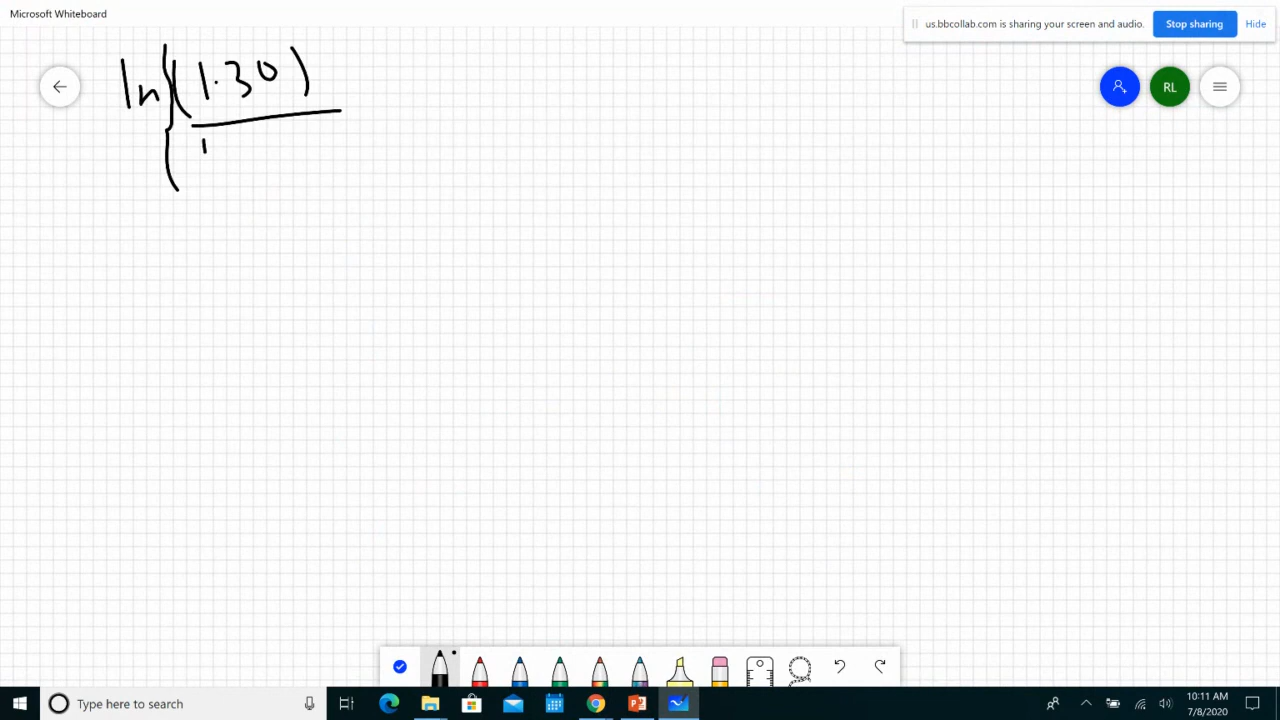 Microsoft Whiteboard
us.bbcollab.com is sharing your screen and audio. Stop sharing Hide
RL
ln((1.30)
1
Type here to search
10:11 AM
7/8/2020